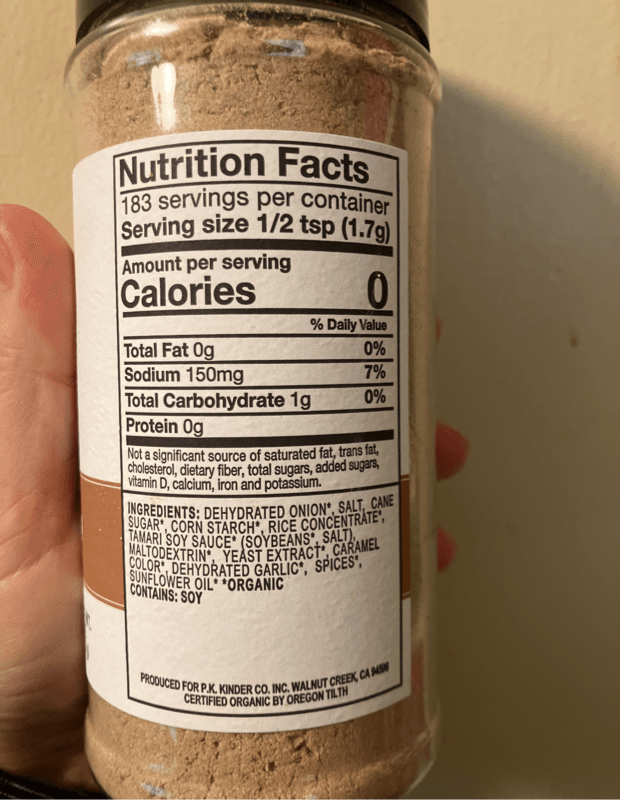 Nutrition Facts
183 servings per container
Serving size 1/2 tsp (1.7g)
Amount per serving
Calories 0
% Daily Value
Total Fat 0g 0%
Sodium 150mg 7%
Total Carbohydrate 1g 0%
Protein 0g
Not a significant source of saturated fat, trans fat,
cholesterol, dietary fiber, total sugars, added sugars,
vitamin D, calcium, iron and potassium.
INGREDIENTS: DEHYDRATED ONION*, SALT, CANE
SUGAR*, CORN STARCH*, RICE CONCENTRATE*,
TAMARI SOY SAUCE* (SOYBEANS*, SALT),
MALTODEXTRIN*, YEAST EXTRACT*, CARAMEL
COLOR*, DEHYDRATED GARLIC*, SPICES*,
SUNFLOWER OIL* *ORGANIC
CONTAINS: SOY
PRODUCED FOR P.K. KINDER CO. INC. WALNUT CREEK, CA
CERTIFIED ORGANIC BY OREGON TILTH